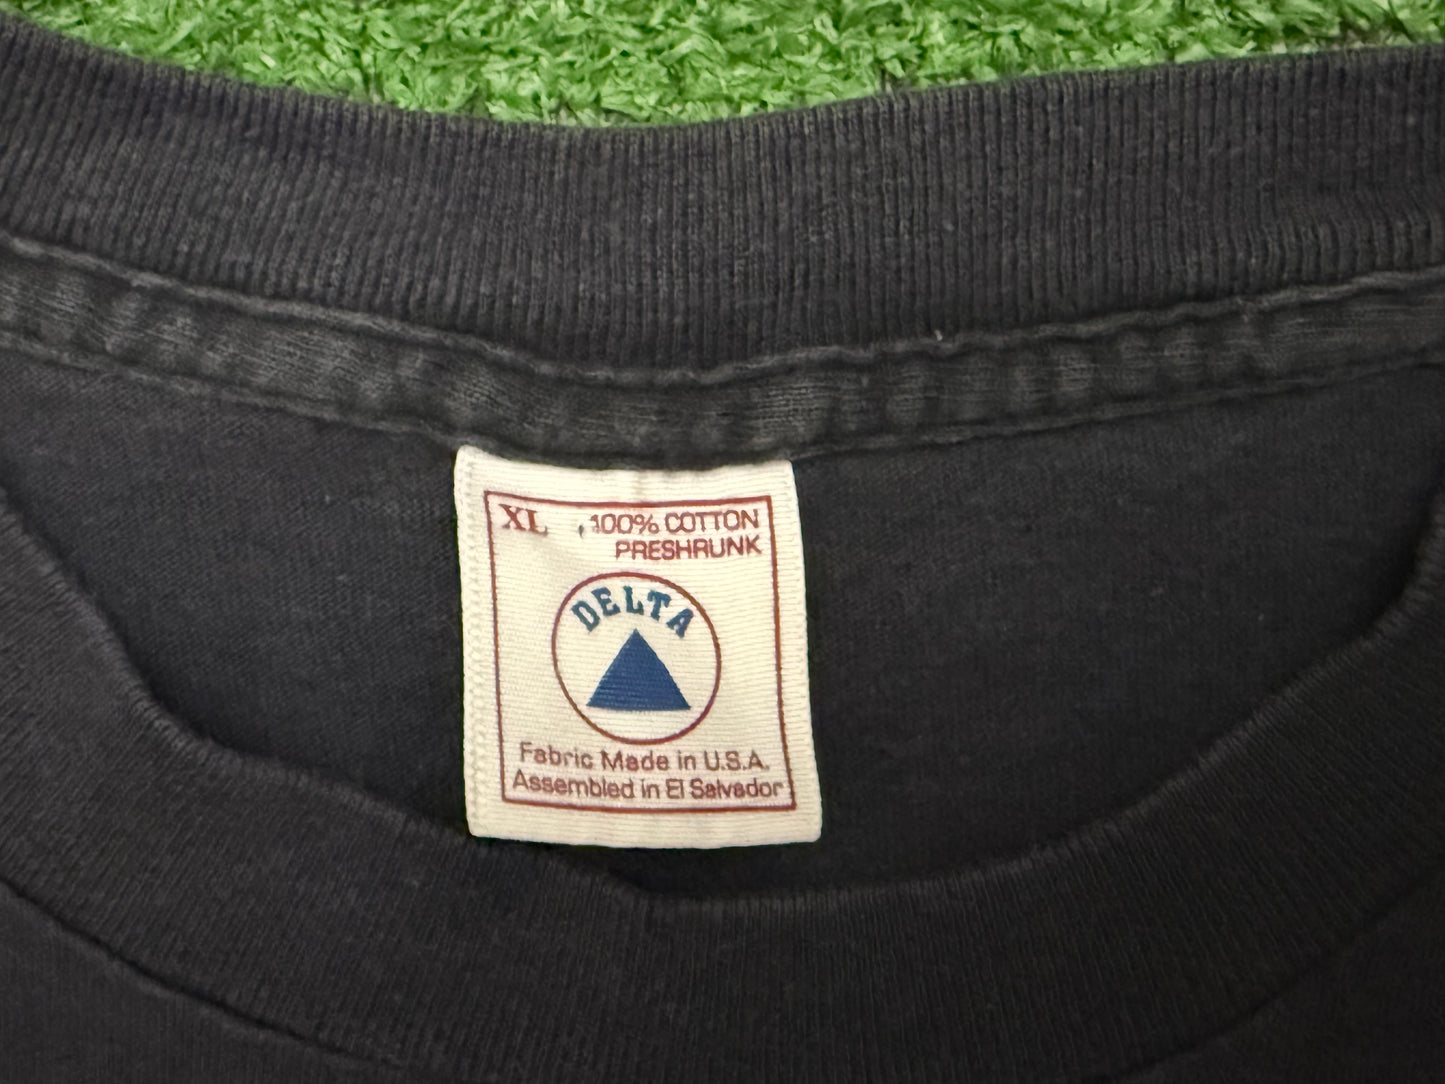 XL 100% COTTON
PRESHRUNK
DELTA
Fabric Made in U.S.A.
Assembled in El Salvador